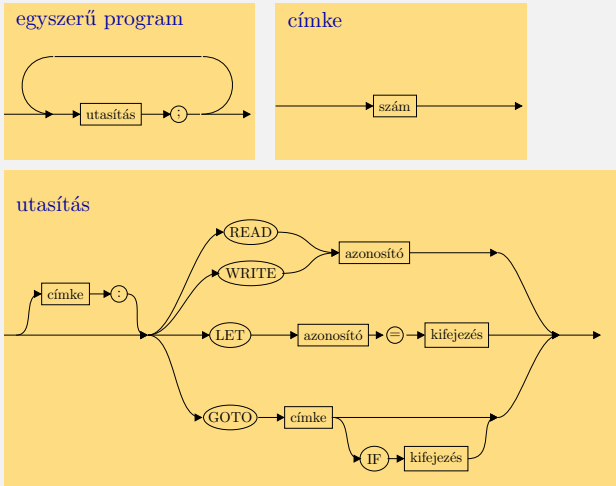 egyszerű program
utasítás ;
címke
szám
utasítás
READ
azonosító
WRITE
címke :
LET azonosító = kifejezés
GOTO címke
IF kifejezés